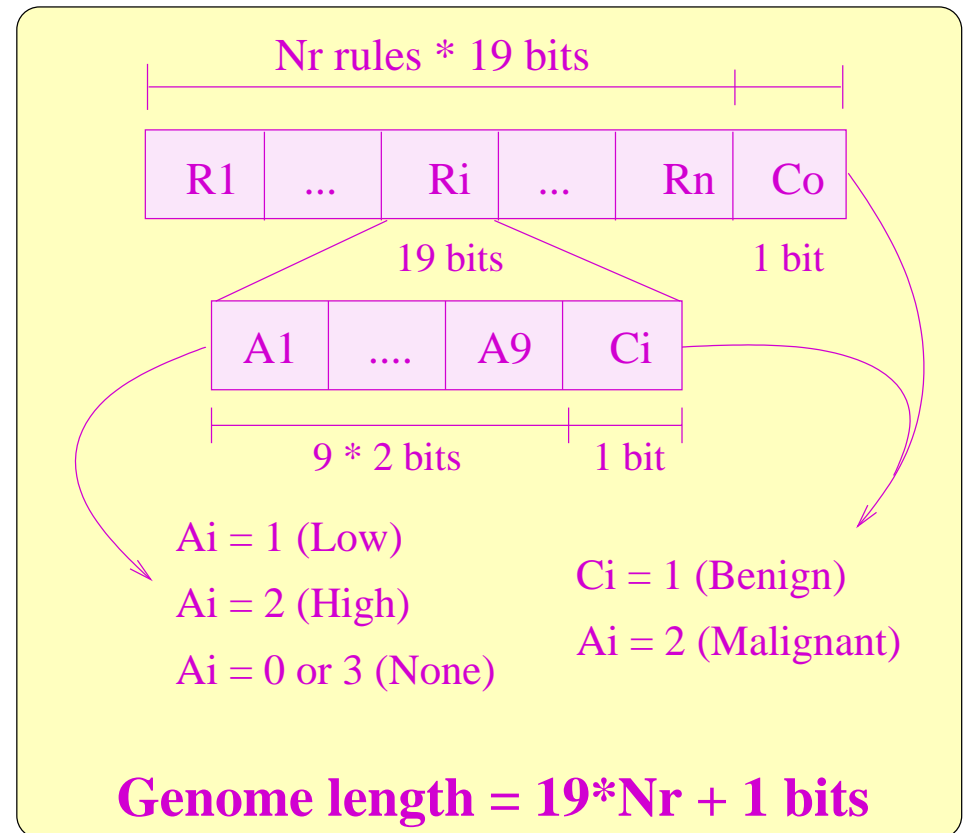 Nr rules * 19 bits
R1 ... Ri ... Rn Co
19 bits 1 bit
A1 .... A9 Ci
9 * 2 bits 1 bit
Ai = 1 (Low)
Ai = 2 (High)
Ai = 0 or 3 (None)
Ci = 1 (Benign)
Ai = 2 (Malignant)
Genome length = 19*Nr + 1 bits